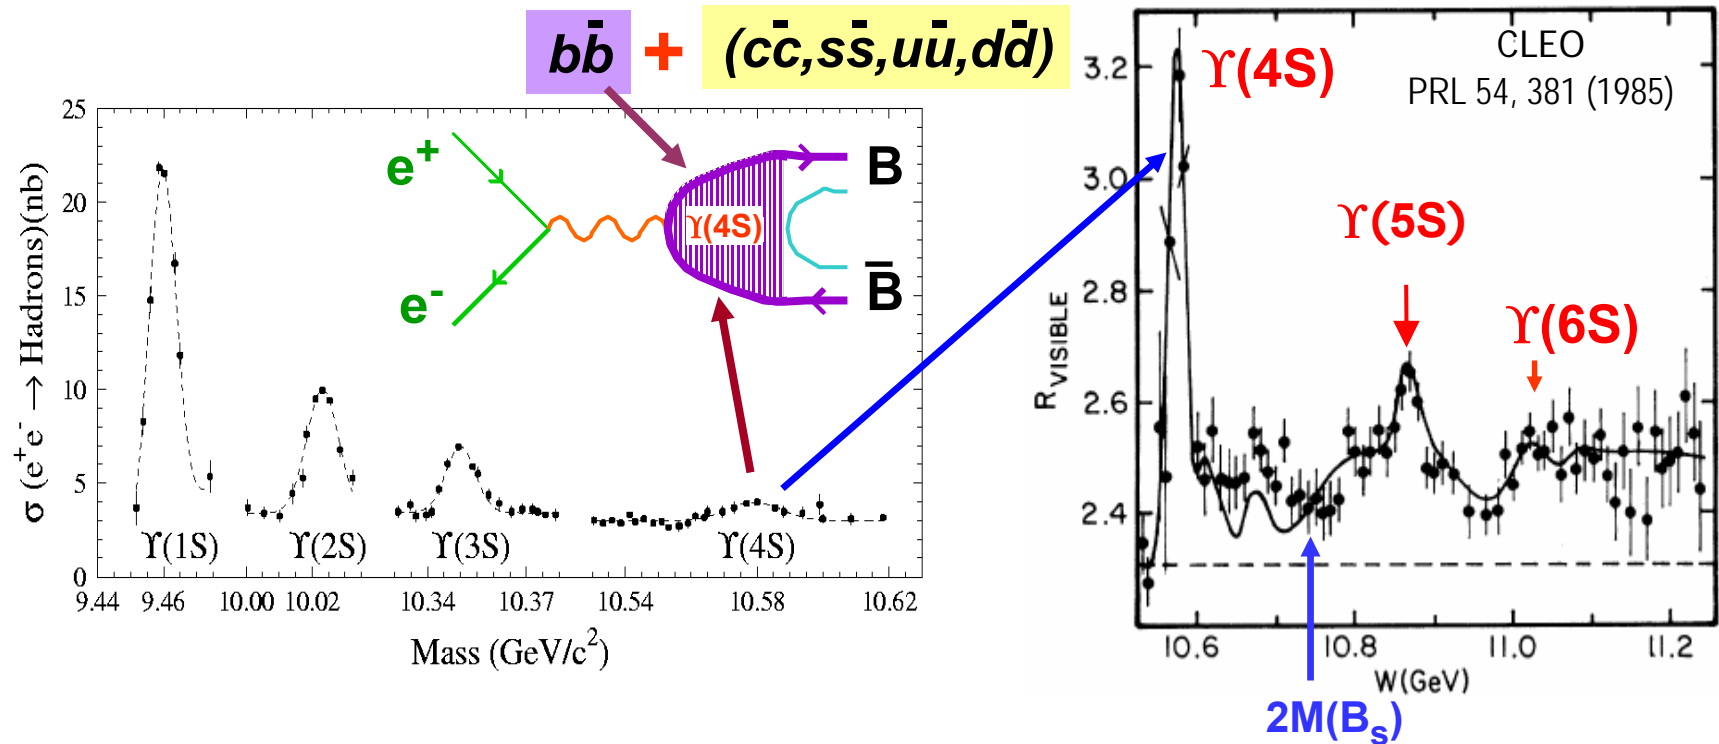 bb̄ + (cc̄,ss̄,uū,dd̄)
25
20
15
10
5
0
σ (e⁺e⁻ → Hadrons)(nb)
e⁺
e⁻
ϒ(4S)
B
B̄
ϒ(1S)
ϒ(2S)
ϒ(3S)
ϒ(4S)
9.44 9.46 10.00 10.02 10.34 10.37 10.54 10.58 10.62
Mass (GeV/c²)
CLEO
PRL 54, 381 (1985)
ϒ(4S)
ϒ(5S)
ϒ(6S)
3.2
3.0
2.8
2.6
2.4
R VISIBLE
10.6 10.8 11.0 11.2
W(GeV)
2M(Bₛ)